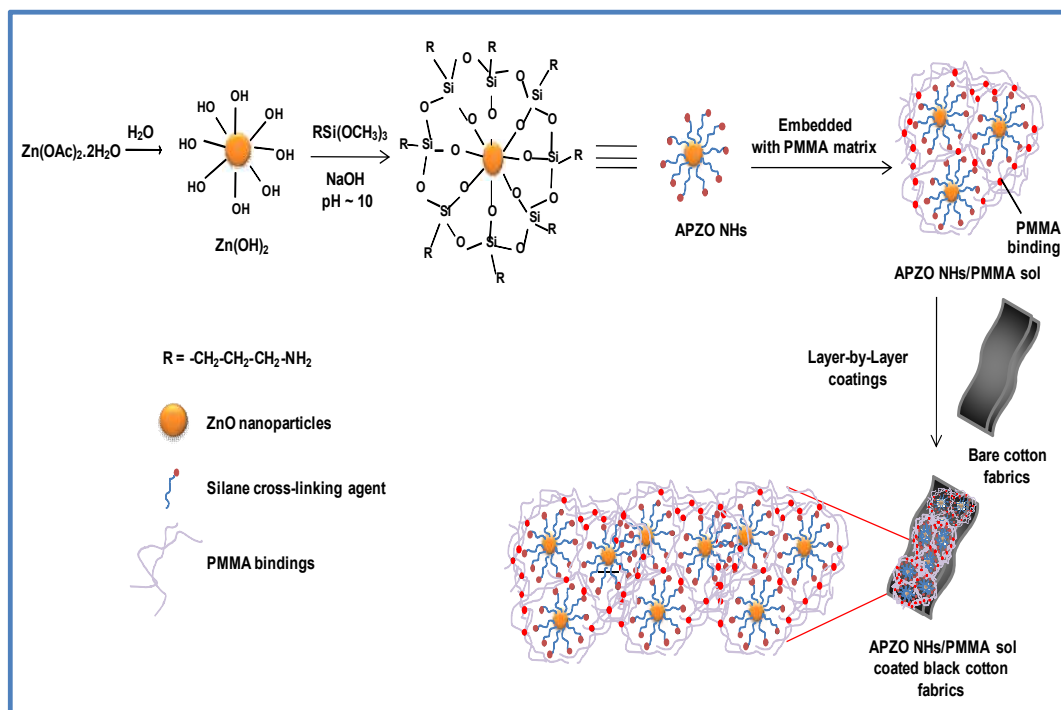 Zn(OAc)₂.2H₂O
H₂O
OH
HO
OH
HO
OH
HO
OH
HO
OH
OH
Zn(OH)₂
RSi(OCH₃)₃
NaOH
pH ~ 10
R
R
R
O
O
O
O
Si
Si
Si
O
O
O
O
O
Si
R
O
O
Si
R
O
O
O
O
O
O
Si
Si
R
R
O
Si
O
R
APZO NHs
Embedded
with PMMA matrix
PMMA
binding
APZO NHs/PMMA sol
Layer-by-Layer
coatings
Bare cotton
fabrics
R = -CH₂-CH₂-CH₂-NH₂
ZnO nanoparticles
Silane cross-linking agent
PMMA bindings
APZO NHs/PMMA sol
coated black cotton
fabrics